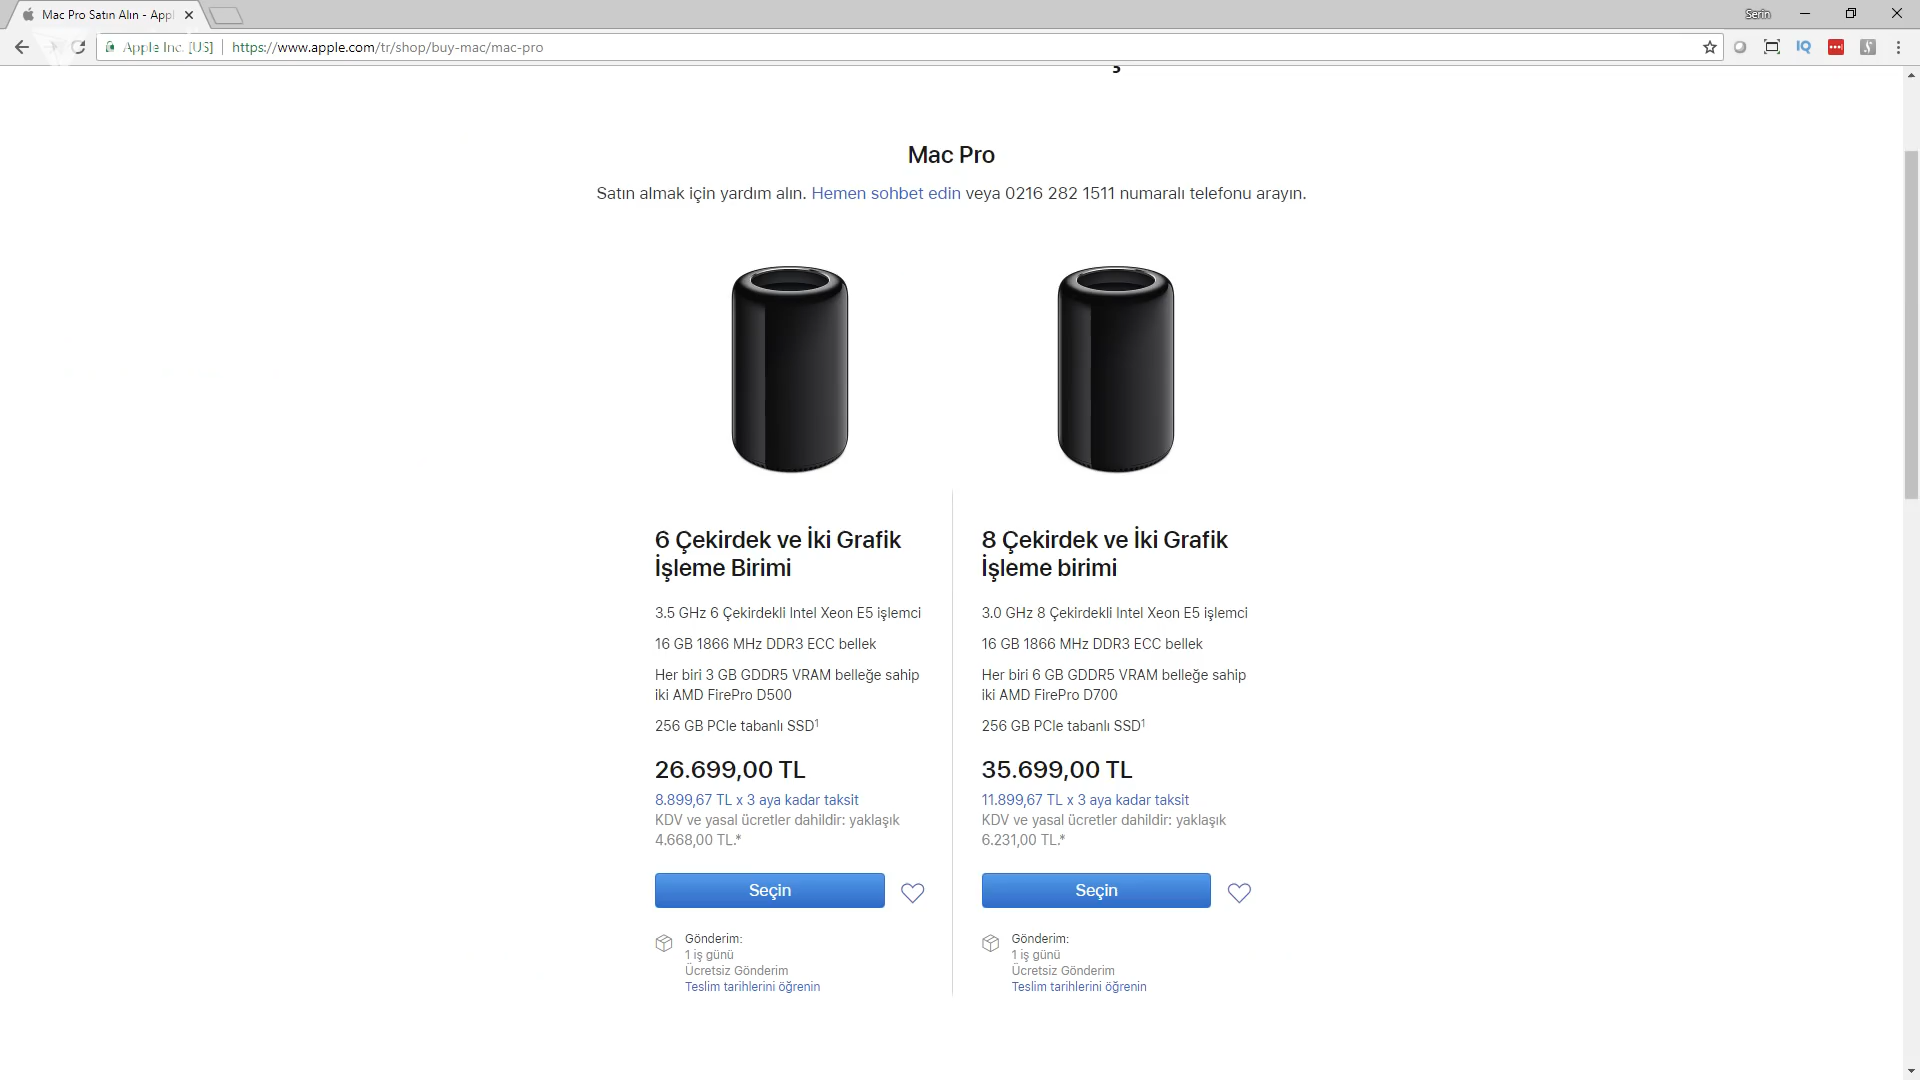 Mac Pro Satın Alın - Appl
Serin
Apple Inc. [US]
https://www.apple.com/tr/shop/buy-mac/mac-pro
IQ
Mac Pro
Satın almak için yardım alın. Hemen sohbet edin veya 0216 282 1511 numaralı telefonu arayın.
6 Çekirdek ve İki Grafik
İşleme Birimi
3.5 GHz 6 Çekirdekli Intel Xeon E5 işlemci
16 GB 1866 MHz DDR3 ECC bellek
Her biri 3 GB GDDR5 VRAM belleğe sahip
iki AMD FirePro D500
256 GB PCIe tabanlı SSD¹
26.699,00 TL
8.899,67 TL x 3 aya kadar taksit
KDV ve yasal ücretler dahildir: yaklaşık
4.668,00 TL.*
Seçin
Gönderim:
1 iş günü
Ücretsiz Gönderim
Teslim tarihlerini öğrenin
8 Çekirdek ve İki Grafik
İşleme birimi
3.0 GHz 8 Çekirdekli Intel Xeon E5 işlemci
16 GB 1866 MHz DDR3 ECC bellek
Her biri 6 GB GDDR5 VRAM belleğe sahip
iki AMD FirePro D700
256 GB PCIe tabanlı SSD¹
35.699,00 TL
11.899,67 TL x 3 aya kadar taksit
KDV ve yasal ücretler dahildir: yaklaşık
6.231,00 TL.*
Seçin
Gönderim:
1 iş günü
Ücretsiz Gönderim
Teslim tarihlerini öğrenin